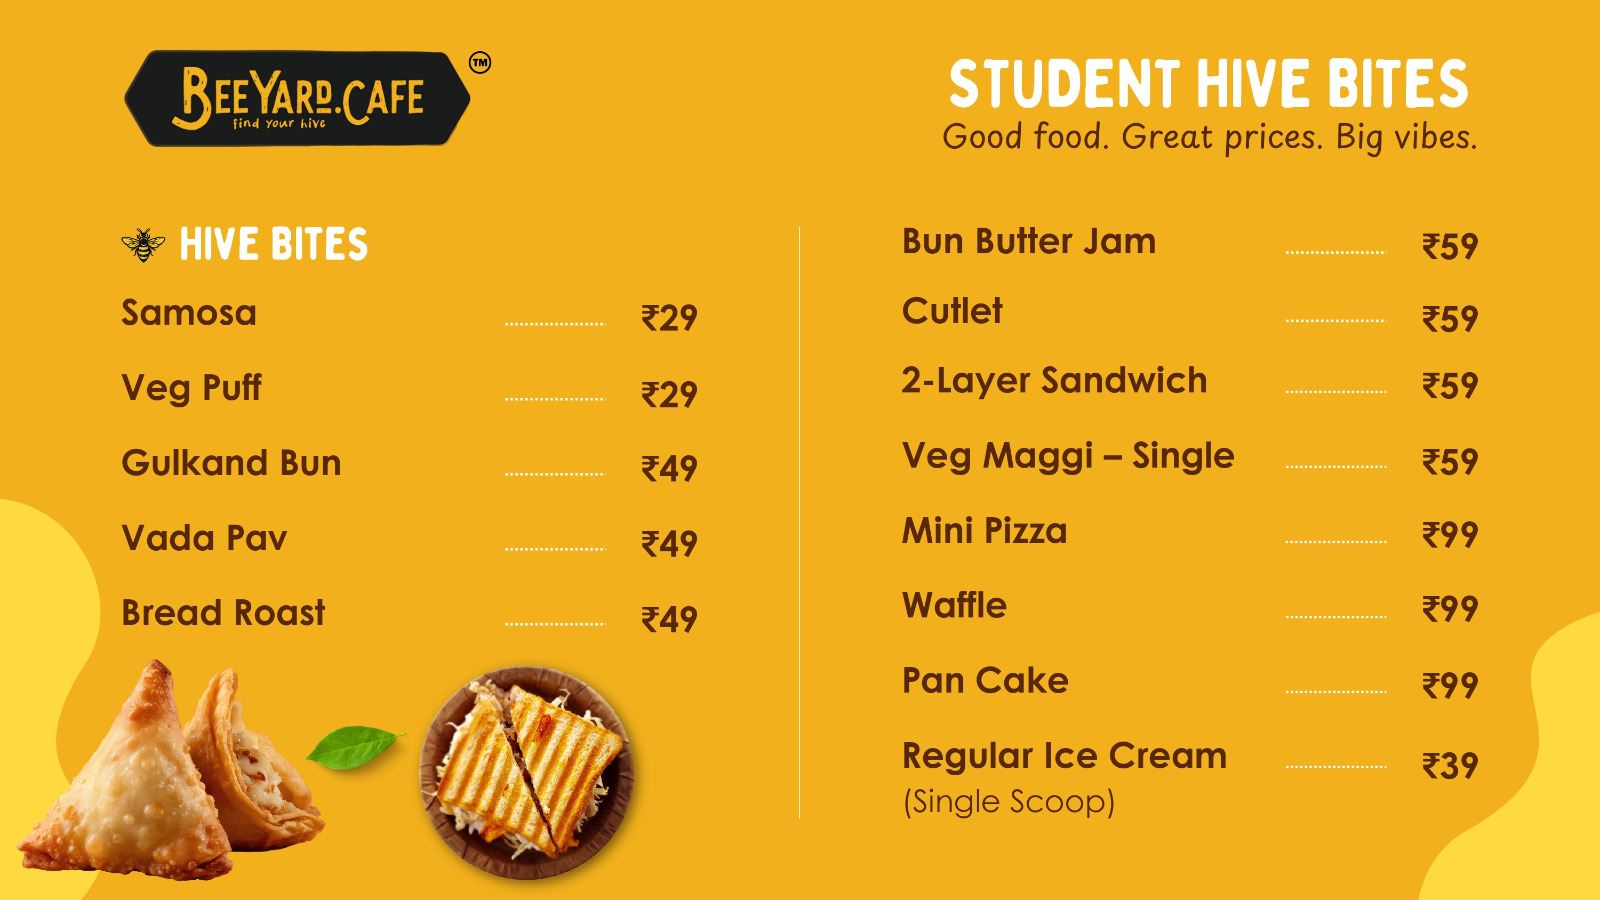 BEEYARD.CAFE
find your hive
TM
STUDENT HIVE BITES
Good food. Great prices. Big vibes.
HIVE BITES
Samosa ₹29
Veg Puff ₹29
Gulkand Bun ₹49
Vada Pav ₹49
Bread Roast ₹49
Bun Butter Jam ₹59
Cutlet ₹59
2-Layer Sandwich ₹59
Veg Maggi – Single ₹59
Mini Pizza ₹99
Waffle ₹99
Pan Cake ₹99
Regular Ice Cream ₹39
(Single Scoop)